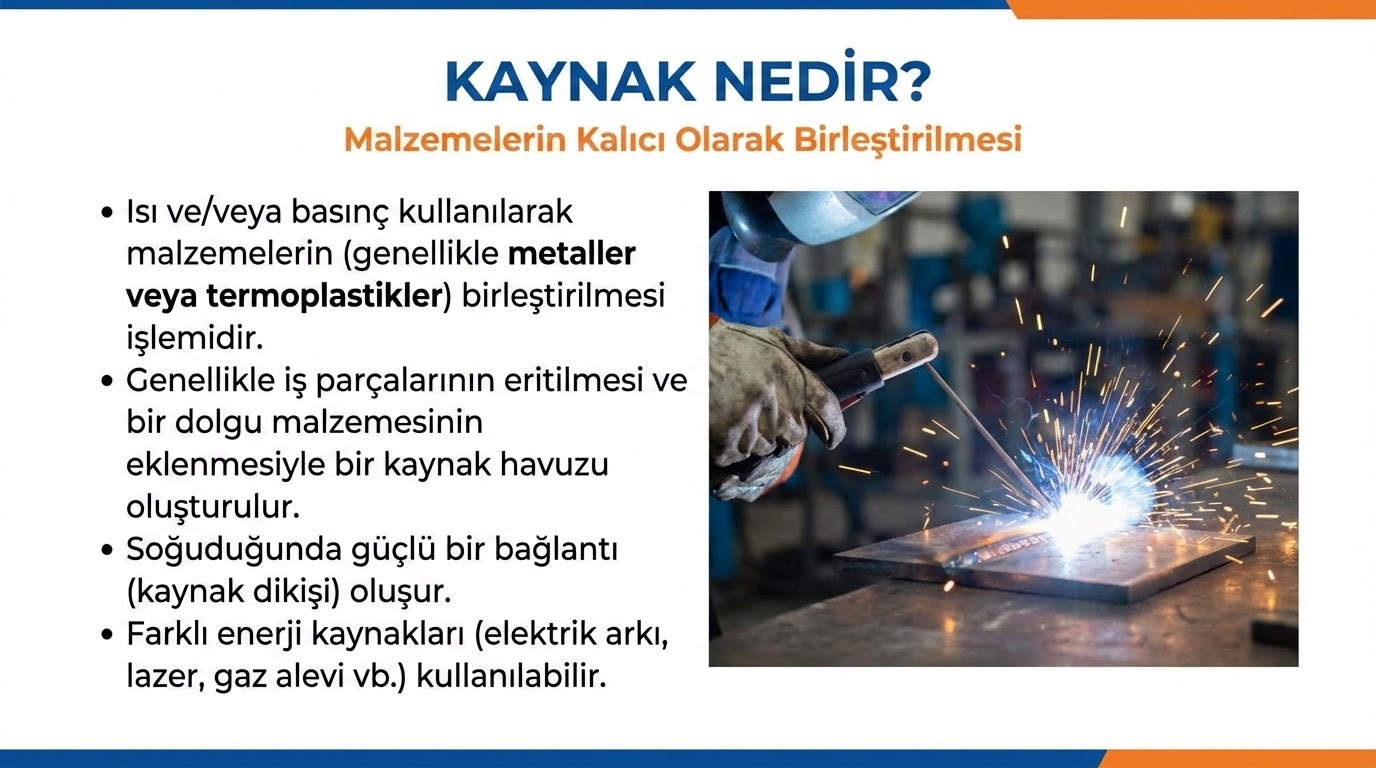 KAYNAK NEDİR?
Malzemelerin Kalıcı Olarak Birleştirilmesi
• Isı ve/veya basınç kullanılarak
malzemelerin (genellikle metaller
veya termoplastikler) birleştirilmesi
işlemidir.
• Genellikle iş parçalarının eritilmesi ve
bir dolgu malzemesinin
eklenmesiyle bir kaynak havuzu
oluşturulur.
• Soğuduğunda güçlü bir bağlantı
(kaynak dikişi) oluşur.
• Farklı enerji kaynakları (elektrik arkı,
lazer, gaz alevi vb.) kullanılabilir.